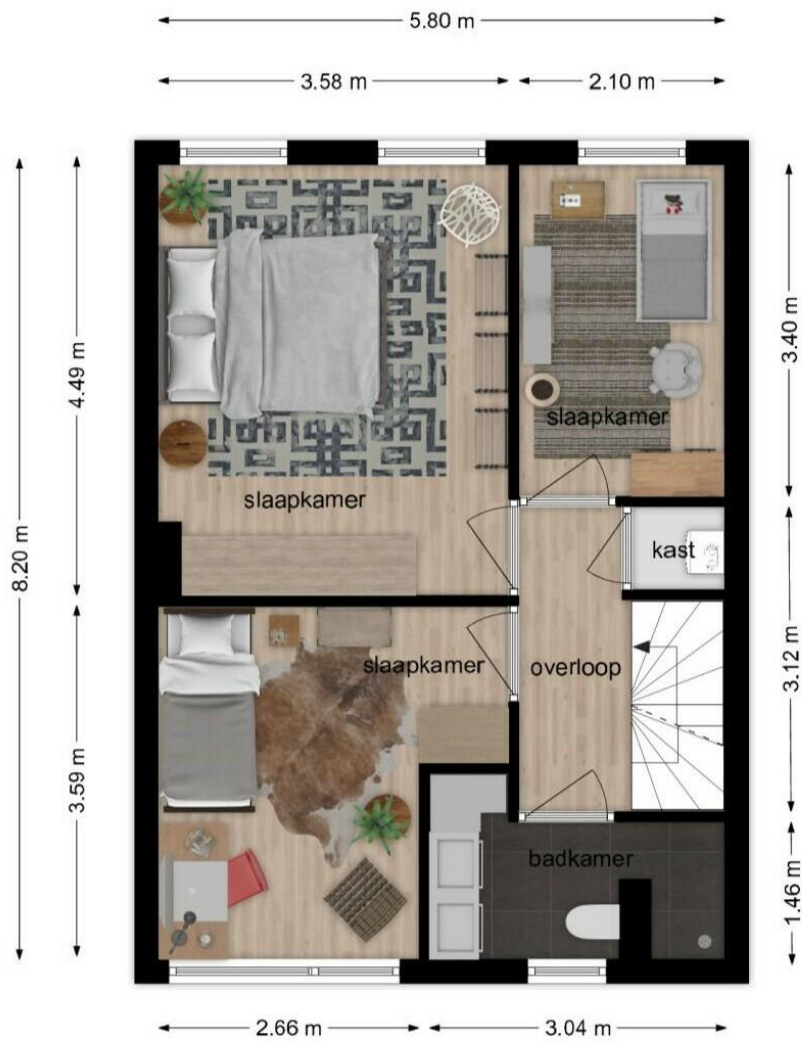 5.80 m
3.58 m
2.10 m
8.20 m
4.49 m
3.59 m
3.40 m
3.12 m
1.46 m
slaapkamer
slaapkamer
kast
slaapkamer
overloop
badkamer
2.66 m
3.04 m